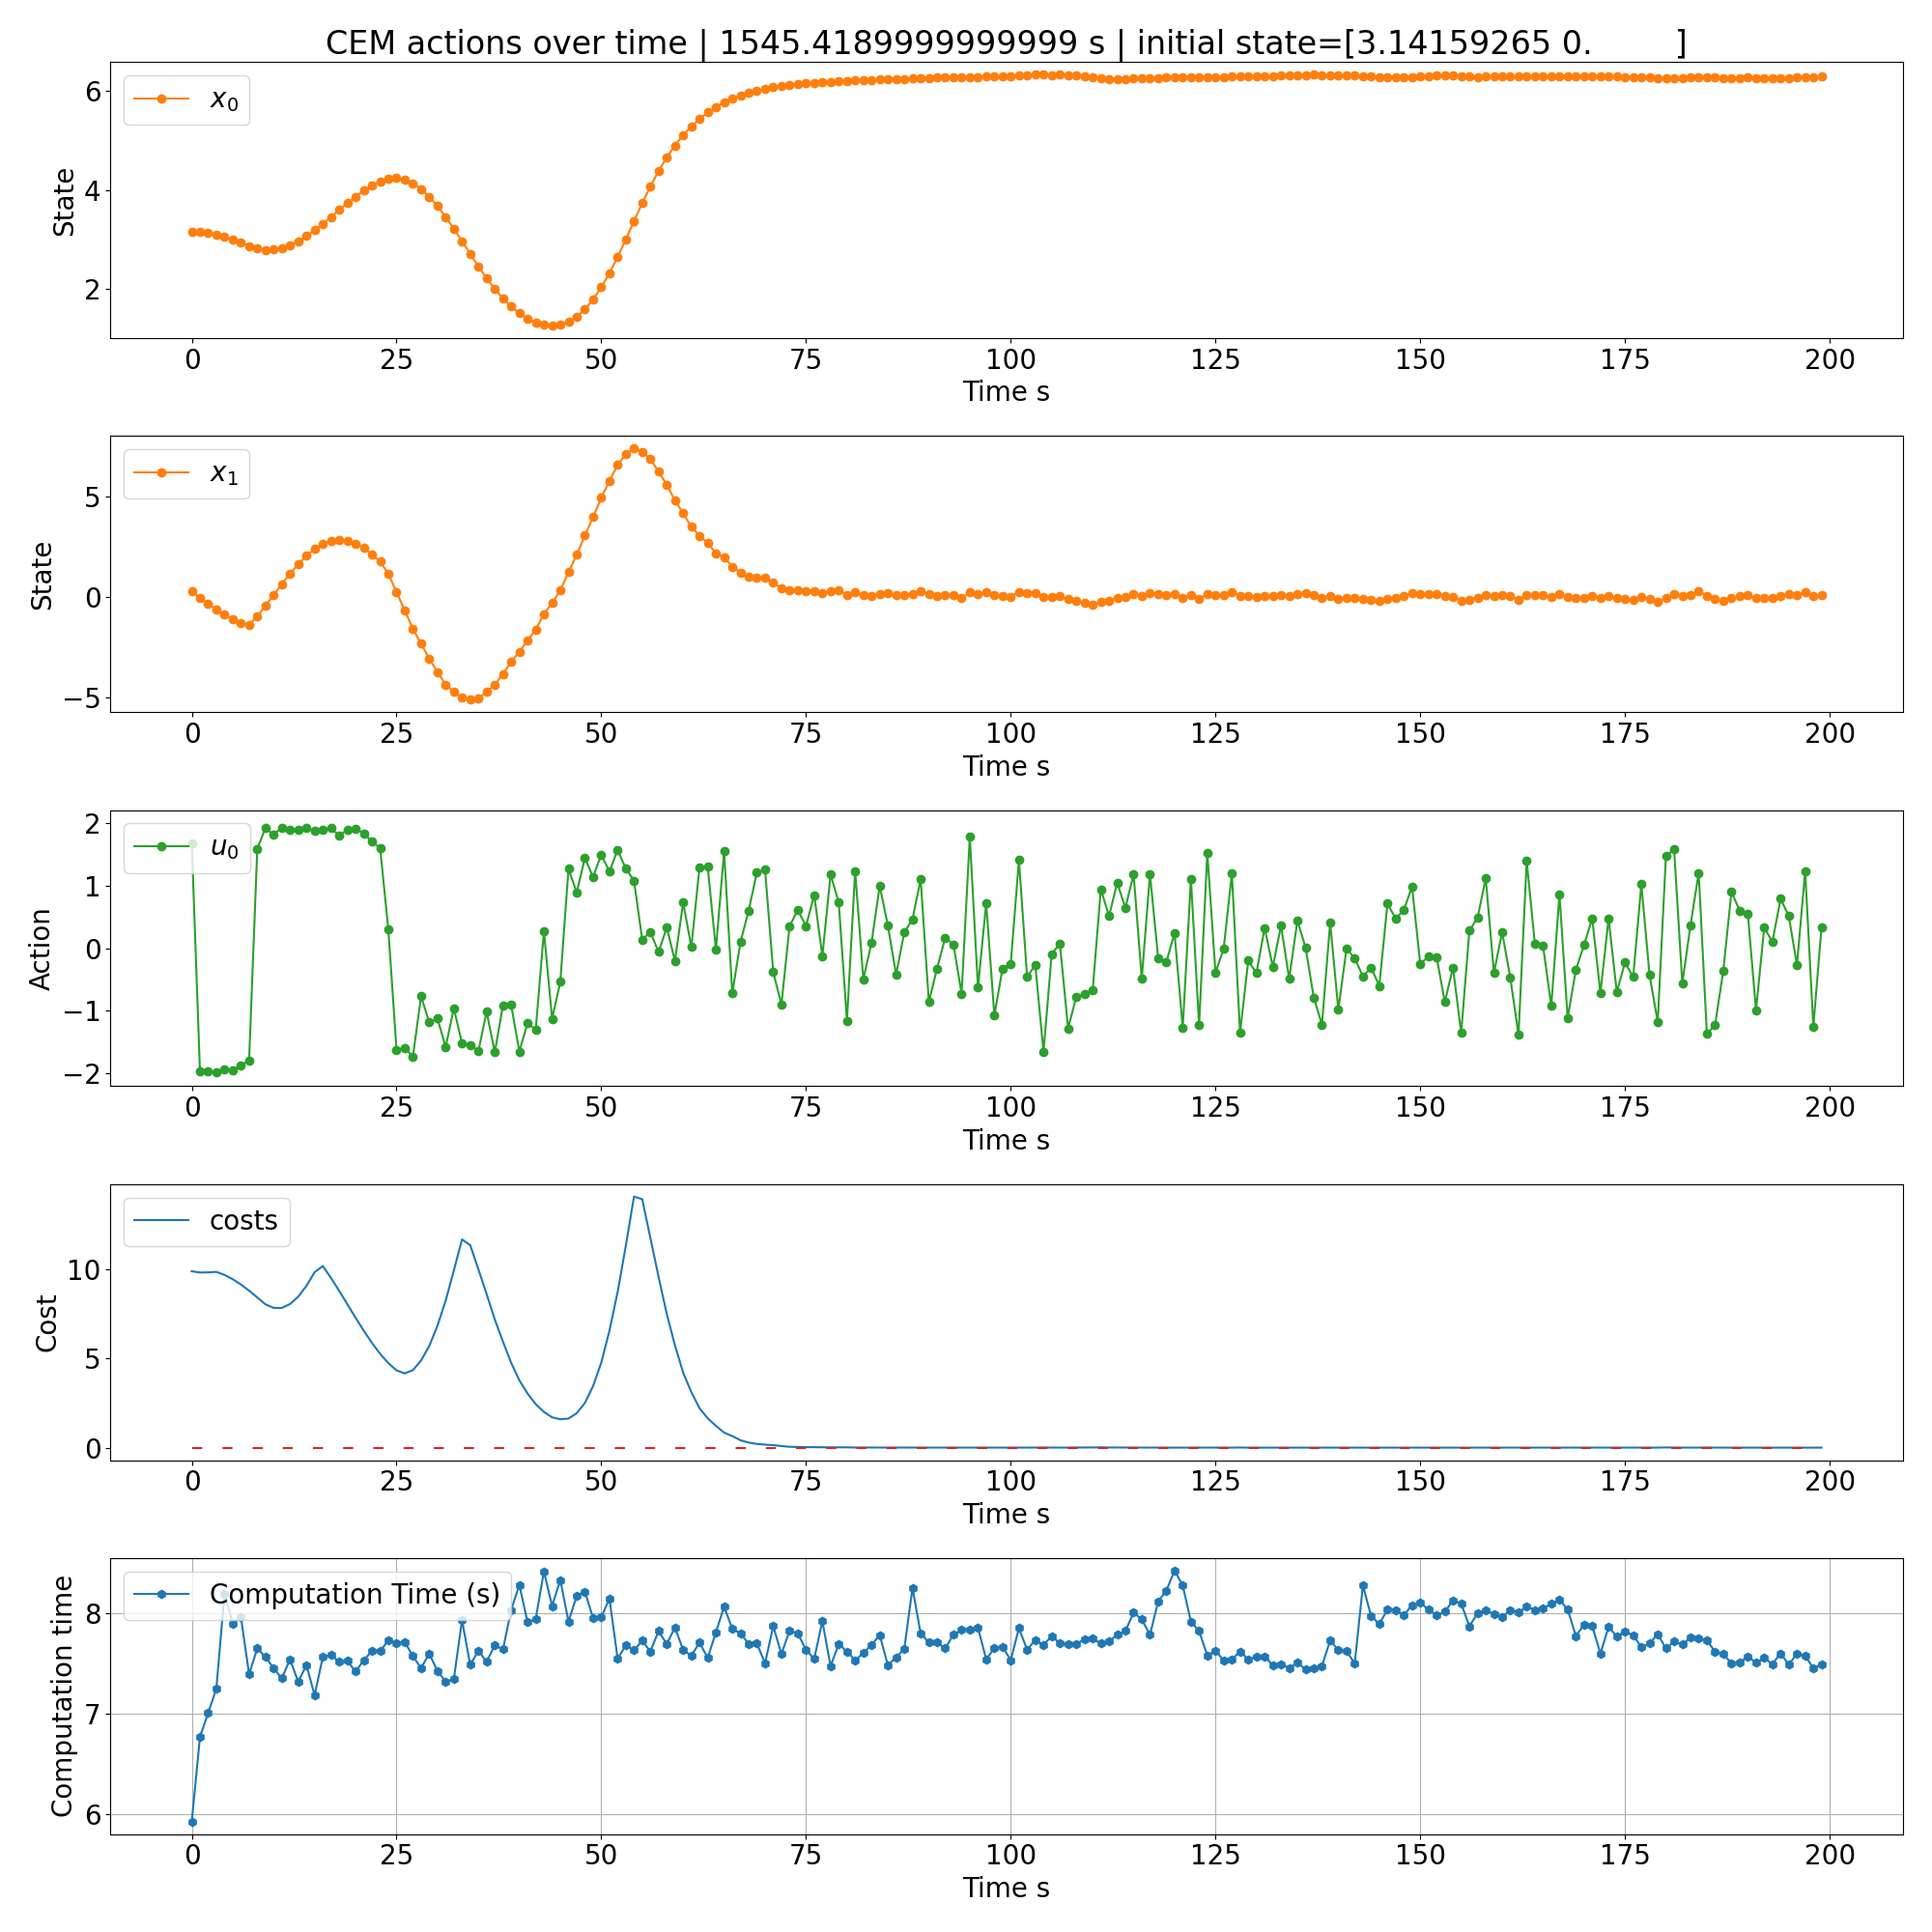 CEM actions over time | 1545.4189999999999 s | initial state=[3.14159265 0. ]
x0
State
6
4
2
0 25 50 75 100 125 150 175 200
Time s
x1
State
5
0
−5
0 25 50 75 100 125 150 175 200
Time s
u0
Action
2
1
0
−1
−2
0 25 50 75 100 125 150 175 200
Time s
costs
Cost
10
5
0
0 25 50 75 100 125 150 175 200
Time s
Computation Time (s)
Computation time
8
7
6
0 25 50 75 100 125 150 175 200
Time s